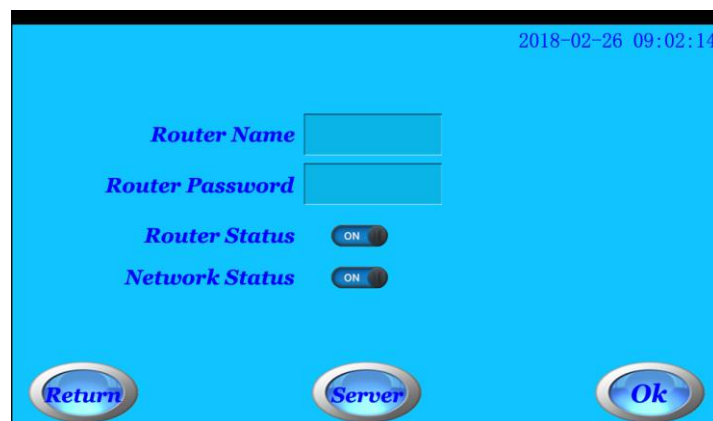 2018-02-26 09:02:14
Router Name
Router Password
Router Status ON
Network Status ON
Return Server Ok